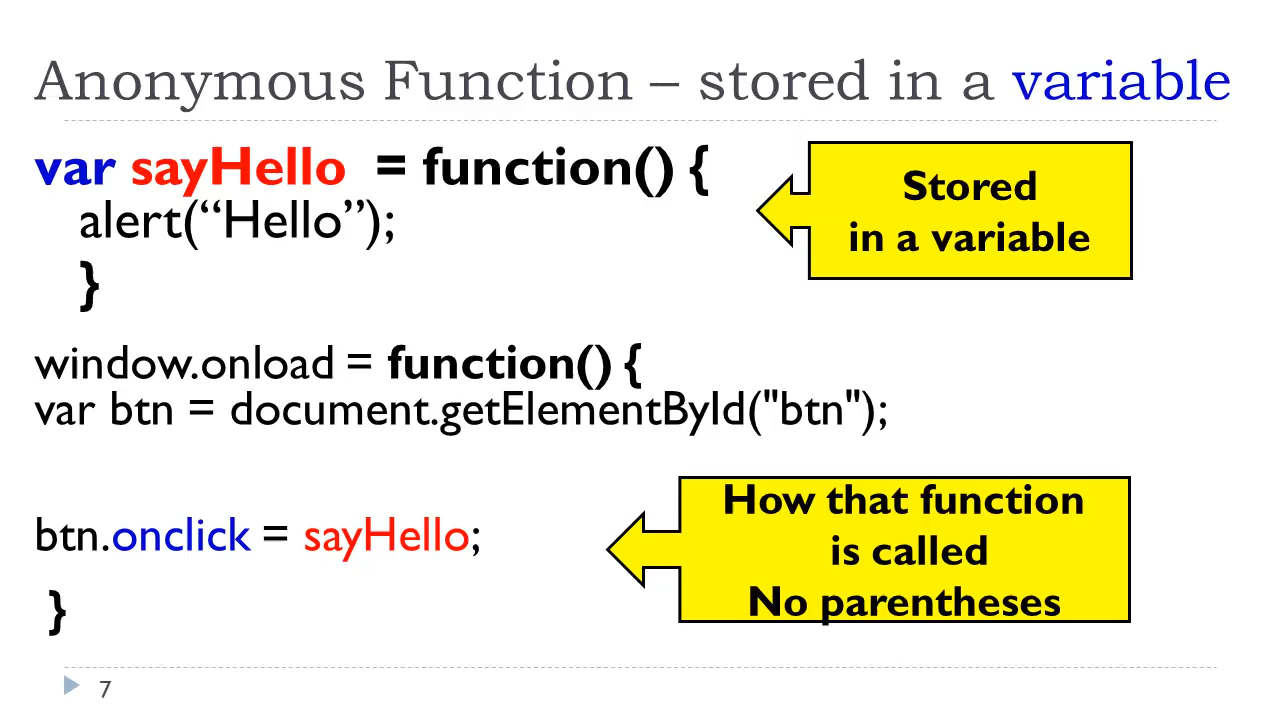 Anonymous Function – stored in a variable
var sayHello = function() {
alert(“Hello”);
}
Stored
in a variable
window.onload = function() {
var btn = document.getElementById("btn");
btn.onclick = sayHello;
}
How that function
is called
No parentheses
7